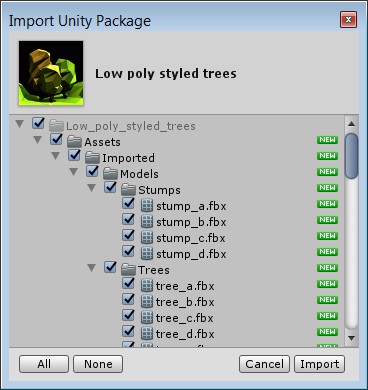 Import Unity Package
Low poly styled trees
Low_poly_styled_trees
Assets NEW
Imported NEW
Models NEW
Stumps NEW
stump_a.fbx NEW
stump_b.fbx NEW
stump_c.fbx NEW
stump_d.fbx NEW
Trees NEW
tree_a.fbx NEW
tree_b.fbx NEW
tree_c.fbx NEW
tree_d.fbx NEW
All None Cancel Import